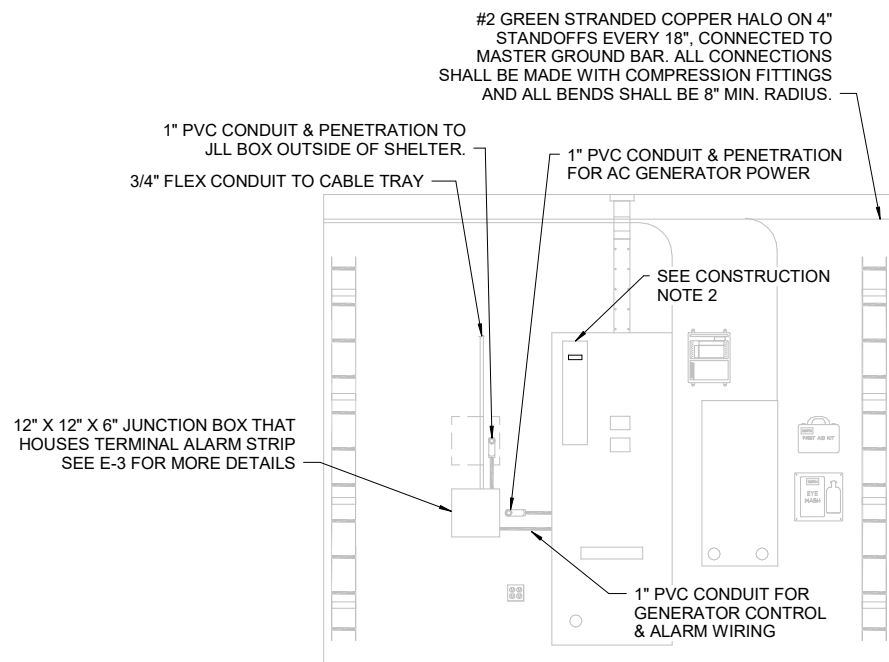 #2 GREEN STRANDED COPPER HALO ON 4"
STANDOFFS EVERY 18", CONNECTED TO
MASTER GROUND BAR. ALL CONNECTIONS
SHALL BE MADE WITH COMPRESSION FITTINGS
AND ALL BENDS SHALL BE 8" MIN. RADIUS.
1" PVC CONDUIT & PENETRATION TO
JLL BOX OUTSIDE OF SHELTER.
1" PVC CONDUIT & PENETRATION
FOR AC GENERATOR POWER
3/4" FLEX CONDUIT TO CABLE TRAY
SEE CONSTRUCTION
NOTE 2
12" X 12" X 6" JUNCTION BOX THAT
HOUSES TERMINAL ALARM STRIP
SEE E-3 FOR MORE DETAILS
FIRST AID KIT
EYE
WASH
1" PVC CONDUIT FOR
GENERATOR CONTROL
& ALARM WIRING